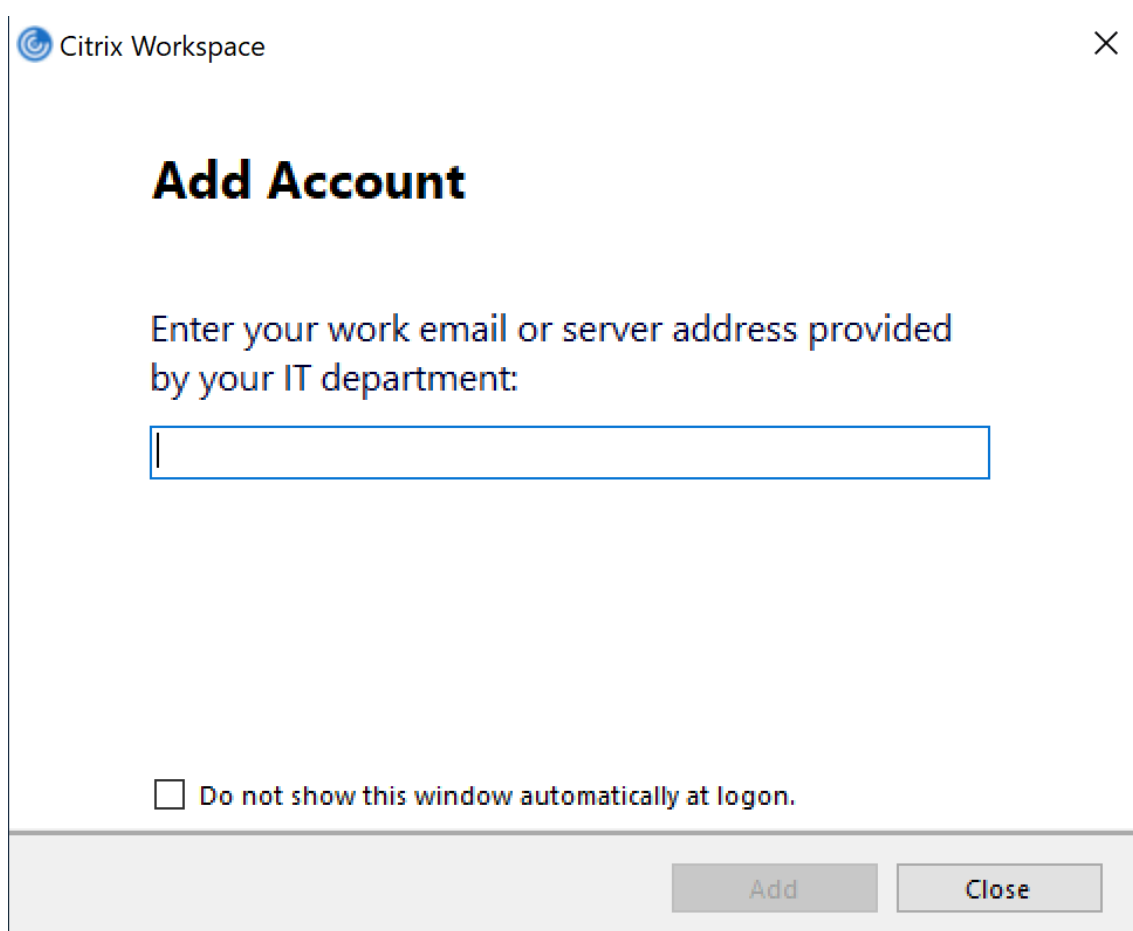 Citrix Workspace
Add Account
Enter your work email or server address provided
by your IT department:
Do not show this window automatically at logon.
Add
Close